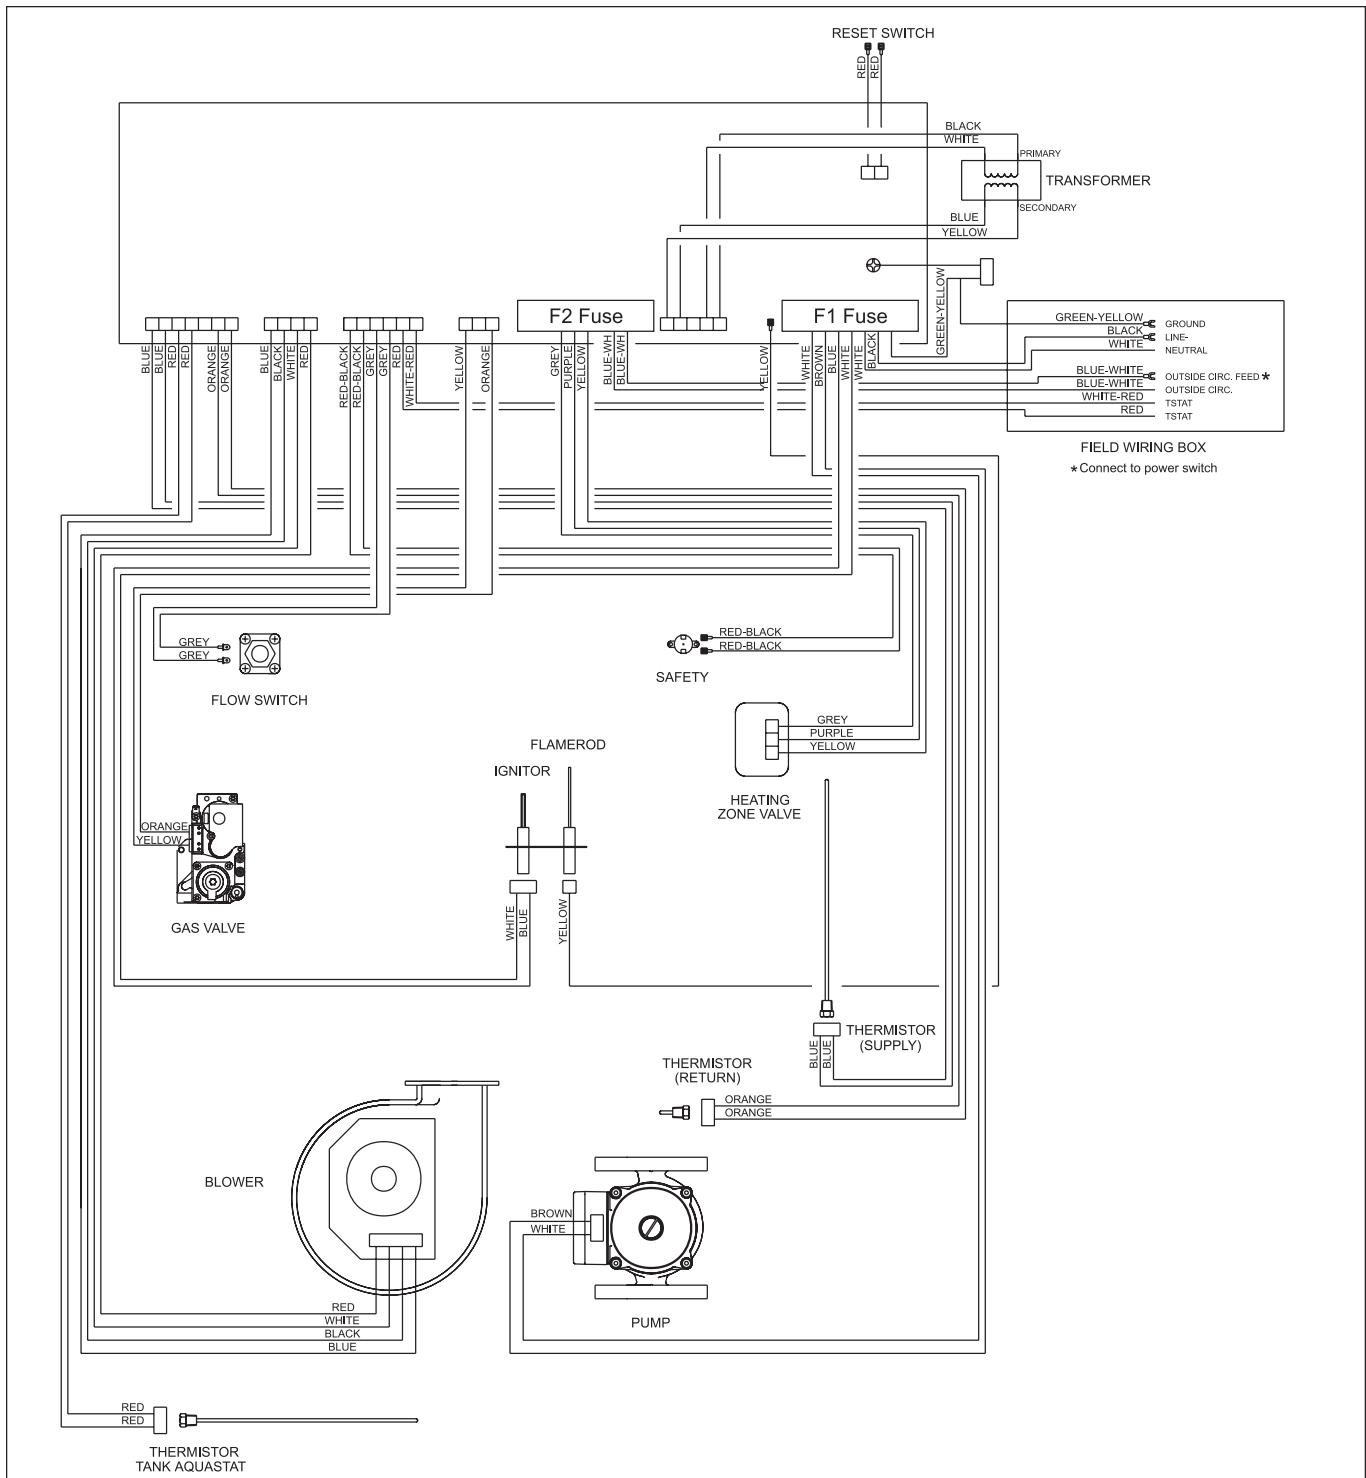 RESET SWITCH
RED
RED
BLACK
WHITE
PRIMARY
TRANSFORMER
SECONDARY
BLUE
YELLOW
GREEN-YELLOW
F2 Fuse
F1 Fuse
GREEN-YELLOW
GROUND
BLACK
LINE-
WHITE
NEUTRAL
BLUE-WHITE
OUTSIDE CIRC. FEED *
BLUE-WHITE
OUTSIDE CIRC.
WHITE-RED
TSTAT
RED
TSTAT
FIELD WIRING BOX
* Connect to power switch
BLUE
BLUE
RED
RED
ORANGE
ORANGE
BLUE
BLACK
WHITE
RED
RED-BLACK
RED-BLACK
GREY
GREY
RED
WHITE-RED
YELLOW
ORANGE
GREY
PURPLE
YELLOW
BLUE-WH
BLUE-WH
YELLOW
WHITE
BROWN
BLUE
WHITE
WHITE
BLACK
GREY
GREY
FLOW SWITCH
RED-BLACK
RED-BLACK
SAFETY
GREY
PURPLE
YELLOW
HEATING
ZONE VALVE
FLAMEROD
IGNITOR
ORANGE
YELLOW
GAS VALVE
WHITE
BLUE
YELLOW
THERMISTOR
(SUPPLY)
BLUE
BLUE
THERMISTOR
(RETURN)
ORANGE
ORANGE
BLOWER
BROWN
WHITE
PUMP
RED
WHITE
BLACK
BLUE
RED
RED
THERMISTOR
TANK AQUASTAT